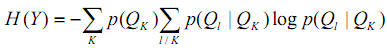 H(Y) = −∑_K p(Q_K) ∑_{l/K} p(Q_l | Q_K) log p(Q_l | Q_K)